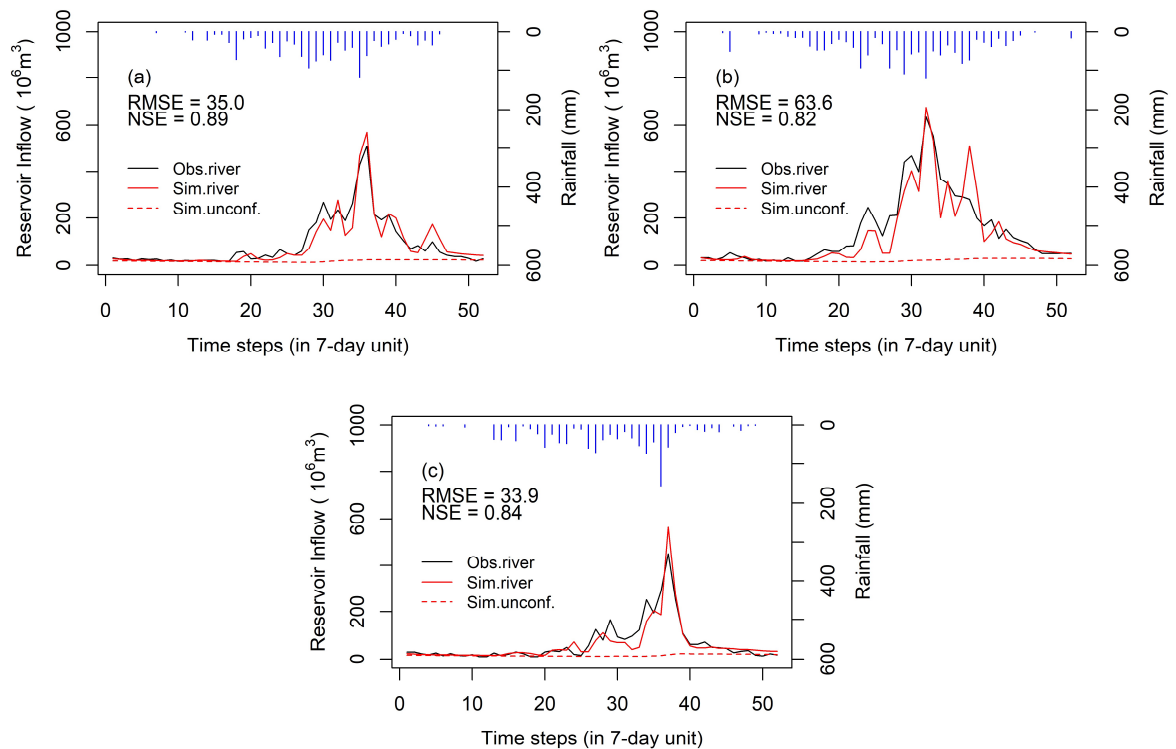 Reservoir Inflow ( 10⁶m³)
1000
600
200
0
(a)
RMSE = 35.0
NSE = 0.89
Obs.river
Sim.river
Sim.unconf.
0
200
400
600
Rainfall (mm)
0 10 20 30 40 50
Time steps (in 7-day unit)
Reservoir Inflow ( 10⁶m³)
1000
600
200
0
(b)
RMSE = 63.6
NSE = 0.82
Obs.river
Sim.river
Sim.unconf.
0
200
400
600
Rainfall (mm)
0 10 20 30 40 50
Time steps (in 7-day unit)
Reservoir Inflow ( 10⁶m³)
1000
600
200
0
(c)
RMSE = 33.9
NSE = 0.84
Obs.river
Sim.river
Sim.unconf.
0
200
400
600
Rainfall (mm)
0 10 20 30 40 50
Time steps (in 7-day unit)